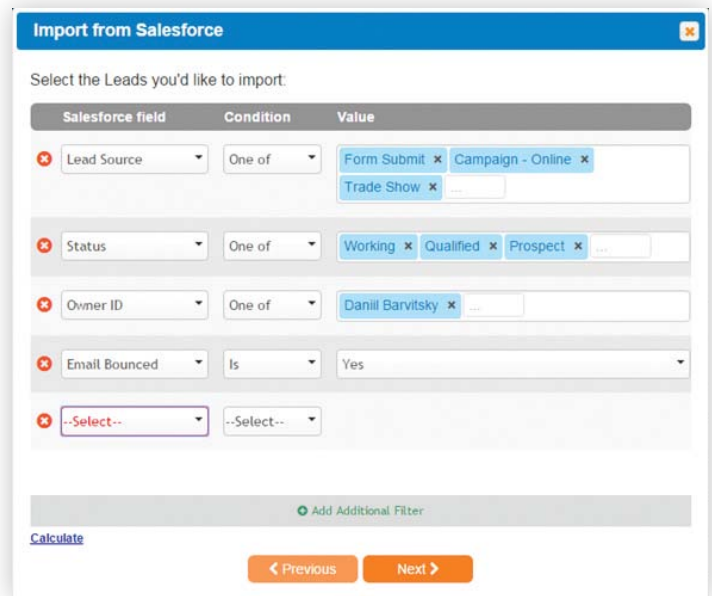 Import from Salesforce
Select the Leads you'd like to import:
Salesforce field Condition Value
Lead Source One of Form Submit × Campaign - Online ×
Trade Show × ...
Status One of Working × Qualified × Prospect × ...
Owner ID One of Daniil Barvitsky × ...
Email Bounced Is Yes
--Select-- --Select--
Add Additional Filter
Calculate
Previous Next